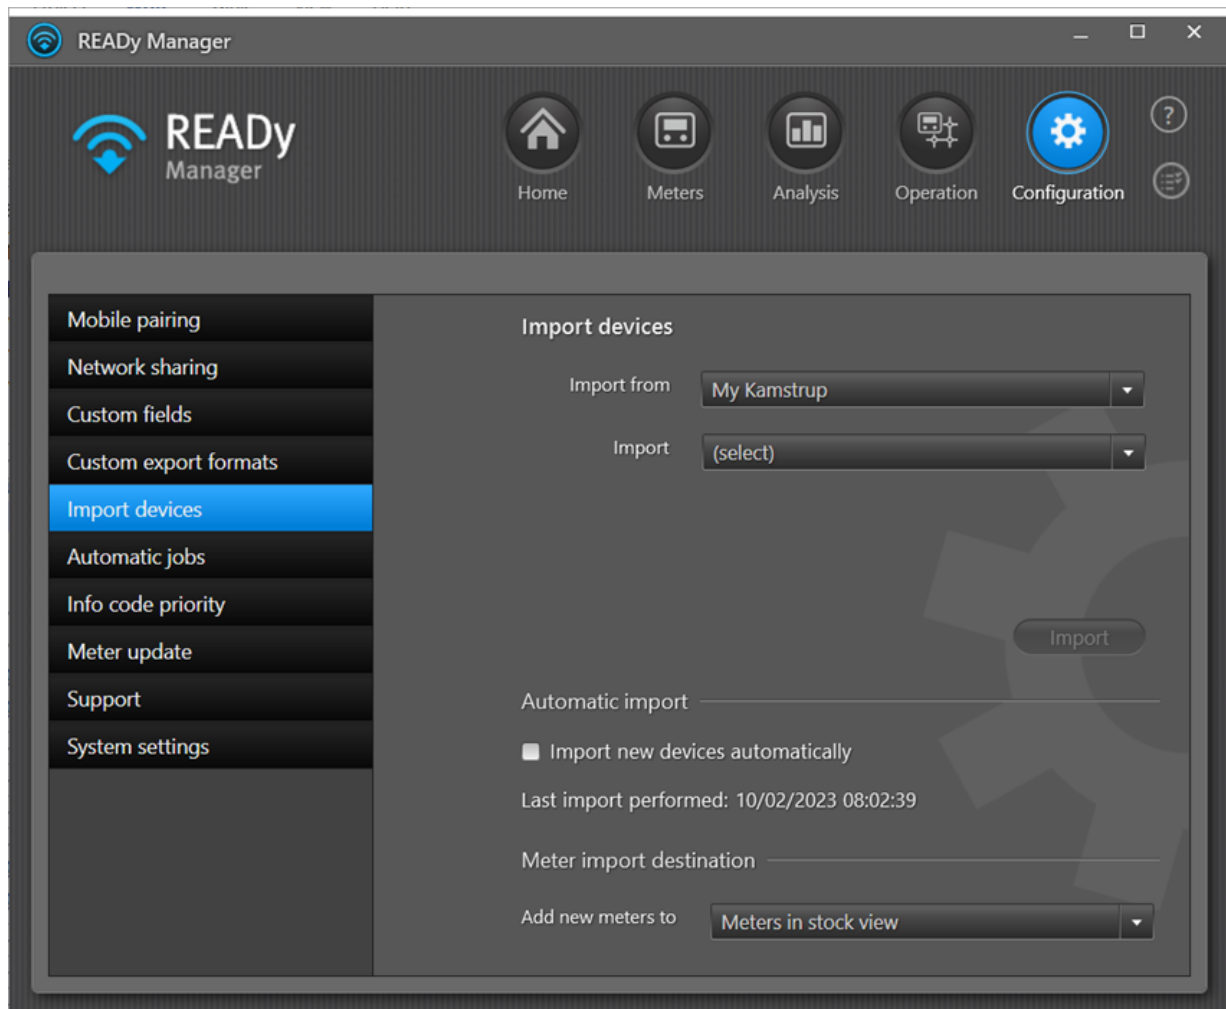 READy Manager
READy
Manager
Home
Meters
Analysis
Operation
Configuration
?
Mobile pairing
Network sharing
Custom fields
Custom export formats
Import devices
Automatic jobs
Info code priority
Meter update
Support
System settings
Import devices
Import from My Kamstrup
Import (select)
Import
Automatic import
Import new devices automatically
Last import performed: 10/02/2023 08:02:39
Meter import destination
Add new meters to Meters in stock view